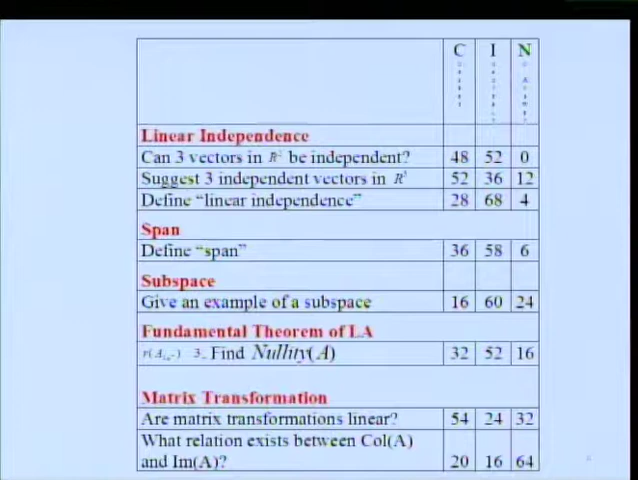 C I N
Linear Independence
Can 3 vectors in R² be independent? 48 52 0
Suggest 3 independent vectors in R³ 52 36 12
Define "linear independence" 28 68 4
Span
Define "span" 36 58 6
Subspace
Give an example of a subspace 16 60 24
Fundamental Theorem of LA
3. Find Nullity(A) 32 52 16
Matrix Transformation
Are matrix transformations linear? 54 24 32
What relation exists between Col(A)
and Im(A)? 20 16 64